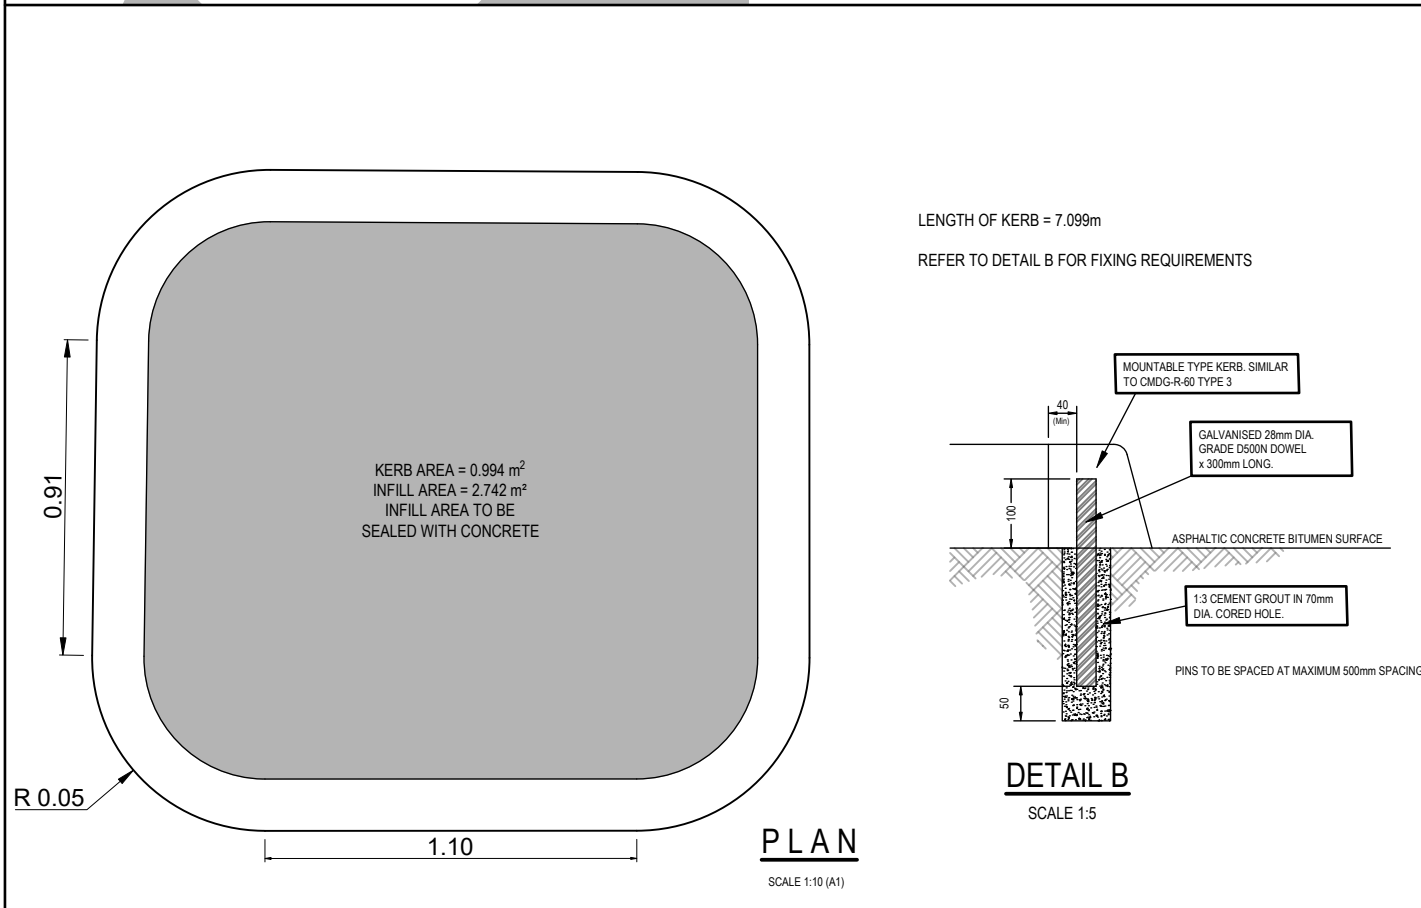 LENGTH OF KERB = 7.099m
REFER TO DETAIL B FOR FIXING REQUIREMENTS
KERB AREA = 0.994 m²
INFILL AREA = 2.742 m²
INFILL AREA TO BE
SEALED WITH CONCRETE
0.91
R 0.05
1.10
PLAN
SCALE 1:10 (A1)
MOUNTABLE TYPE KERB. SIMILAR
TO CMDG-R-60 TYPE 3
40
(Min)
GALVANISED 28mm DIA.
GRADE D500N DOWEL
x 300mm LONG.
100
ASPHALTIC CONCRETE BITUMEN SURFACE
1:3 CEMENT GROUT IN 70mm
DIA. CORED HOLE.
PINS TO BE SPACED AT MAXIMUM 500mm SPACING
50
DETAIL B
SCALE 1:5